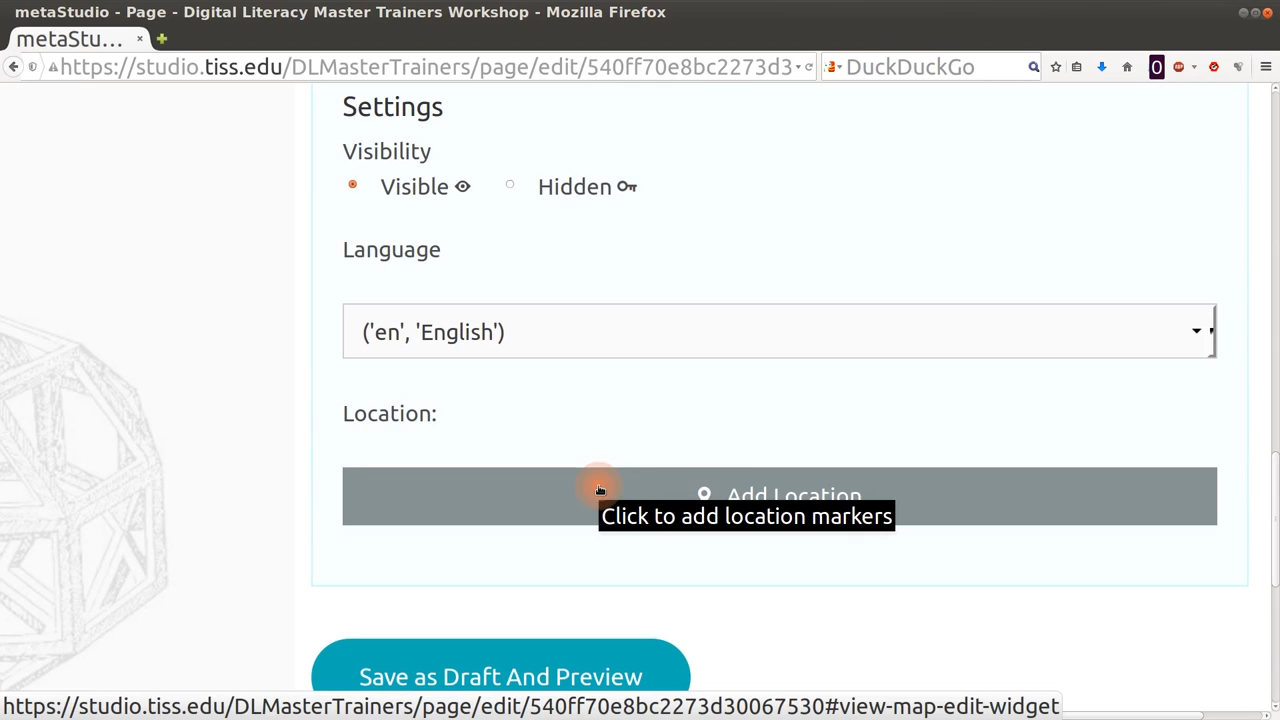 metaStudio - Page - Digital Literacy Master Trainers Workshop - Mozilla Firefox
metaStu...
https://studio.tiss.edu/DLMasterTrainers/page/edit/540ff70e8bc2273d3
DuckDuckGo
Settings
Visibility
Visible
Hidden
Language
('en', 'English')
Location:
Add Location
Click to add location markers
Save as Draft And Preview
https://studio.tiss.edu/DLMasterTrainers/page/edit/540ff70e8bc2273d30067530#view-map-edit-widget